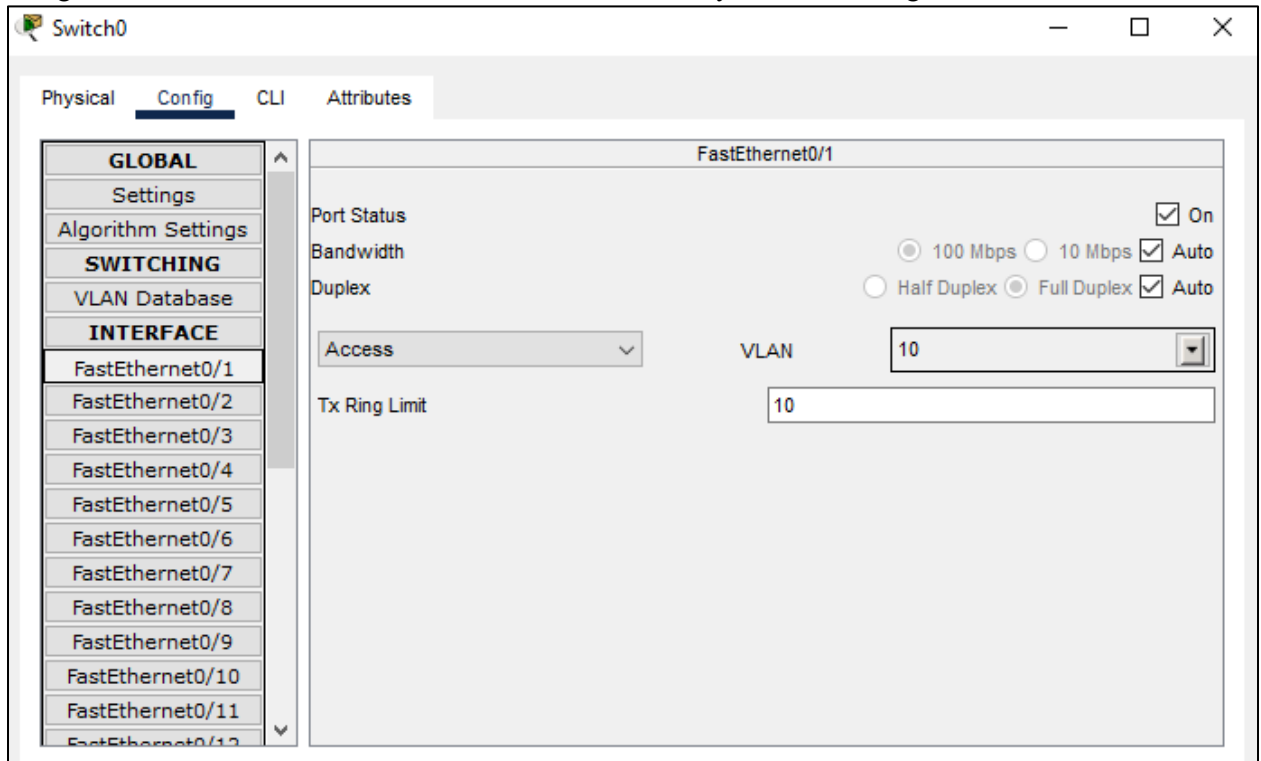 Switch0
Physical Config CLI Attributes
GLOBAL
Settings
Algorithm Settings
SWITCHING
VLAN Database
INTERFACE
FastEthernet0/1
FastEthernet0/2
FastEthernet0/3
FastEthernet0/4
FastEthernet0/5
FastEthernet0/6
FastEthernet0/7
FastEthernet0/8
FastEthernet0/9
FastEthernet0/10
FastEthernet0/11
FastEthernet0/12
FastEthernet0/1
Port Status On
Bandwidth 100 Mbps 10 Mbps Auto
Duplex Half Duplex Full Duplex Auto
Access VLAN 10
Tx Ring Limit 10